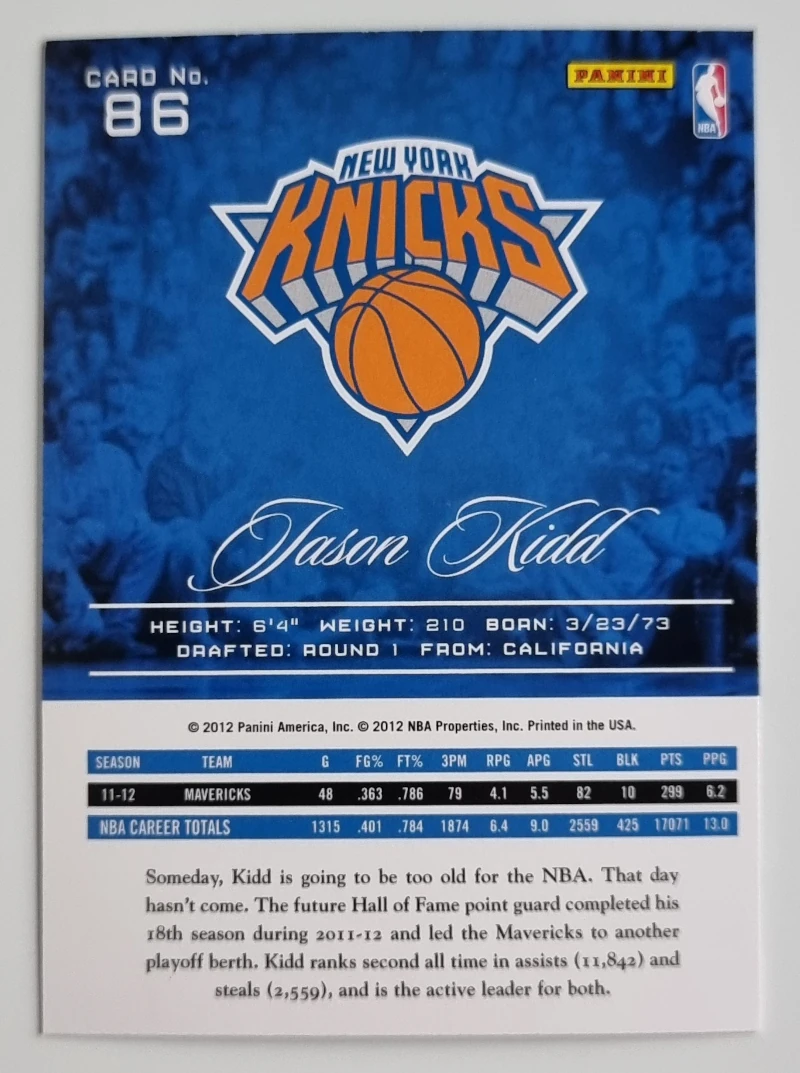 CARD NO.
86
PANINI
NBA
NEW YORK
KNICKS
Jason Kidd
HEIGHT: 6'4" WEIGHT: 210 BORN: 3/23/73
DRAFTED: ROUND 1 FROM: CALIFORNIA
© 2012 Panini America, Inc. © 2012 NBA Properties, Inc. Printed in the USA.
SEASON TEAM G FG% FT% 3PM RPG APG STL BLK PTS PPG
11-12 MAVERICKS 48 .363 .786 79 4.1 5.5 82 10 299 6.2
NBA CAREER TOTALS 1315 .401 .784 1874 6.4 9.0 2559 425 17071 13.0
Someday, Kidd is going to be too old for the NBA. That day
hasn't come. The future Hall of Fame point guard completed his
18th season during 2011-12 and led the Mavericks to another
playoff berth. Kidd ranks second all time in assists (11,842) and
steals (2,559), and is the active leader for both.